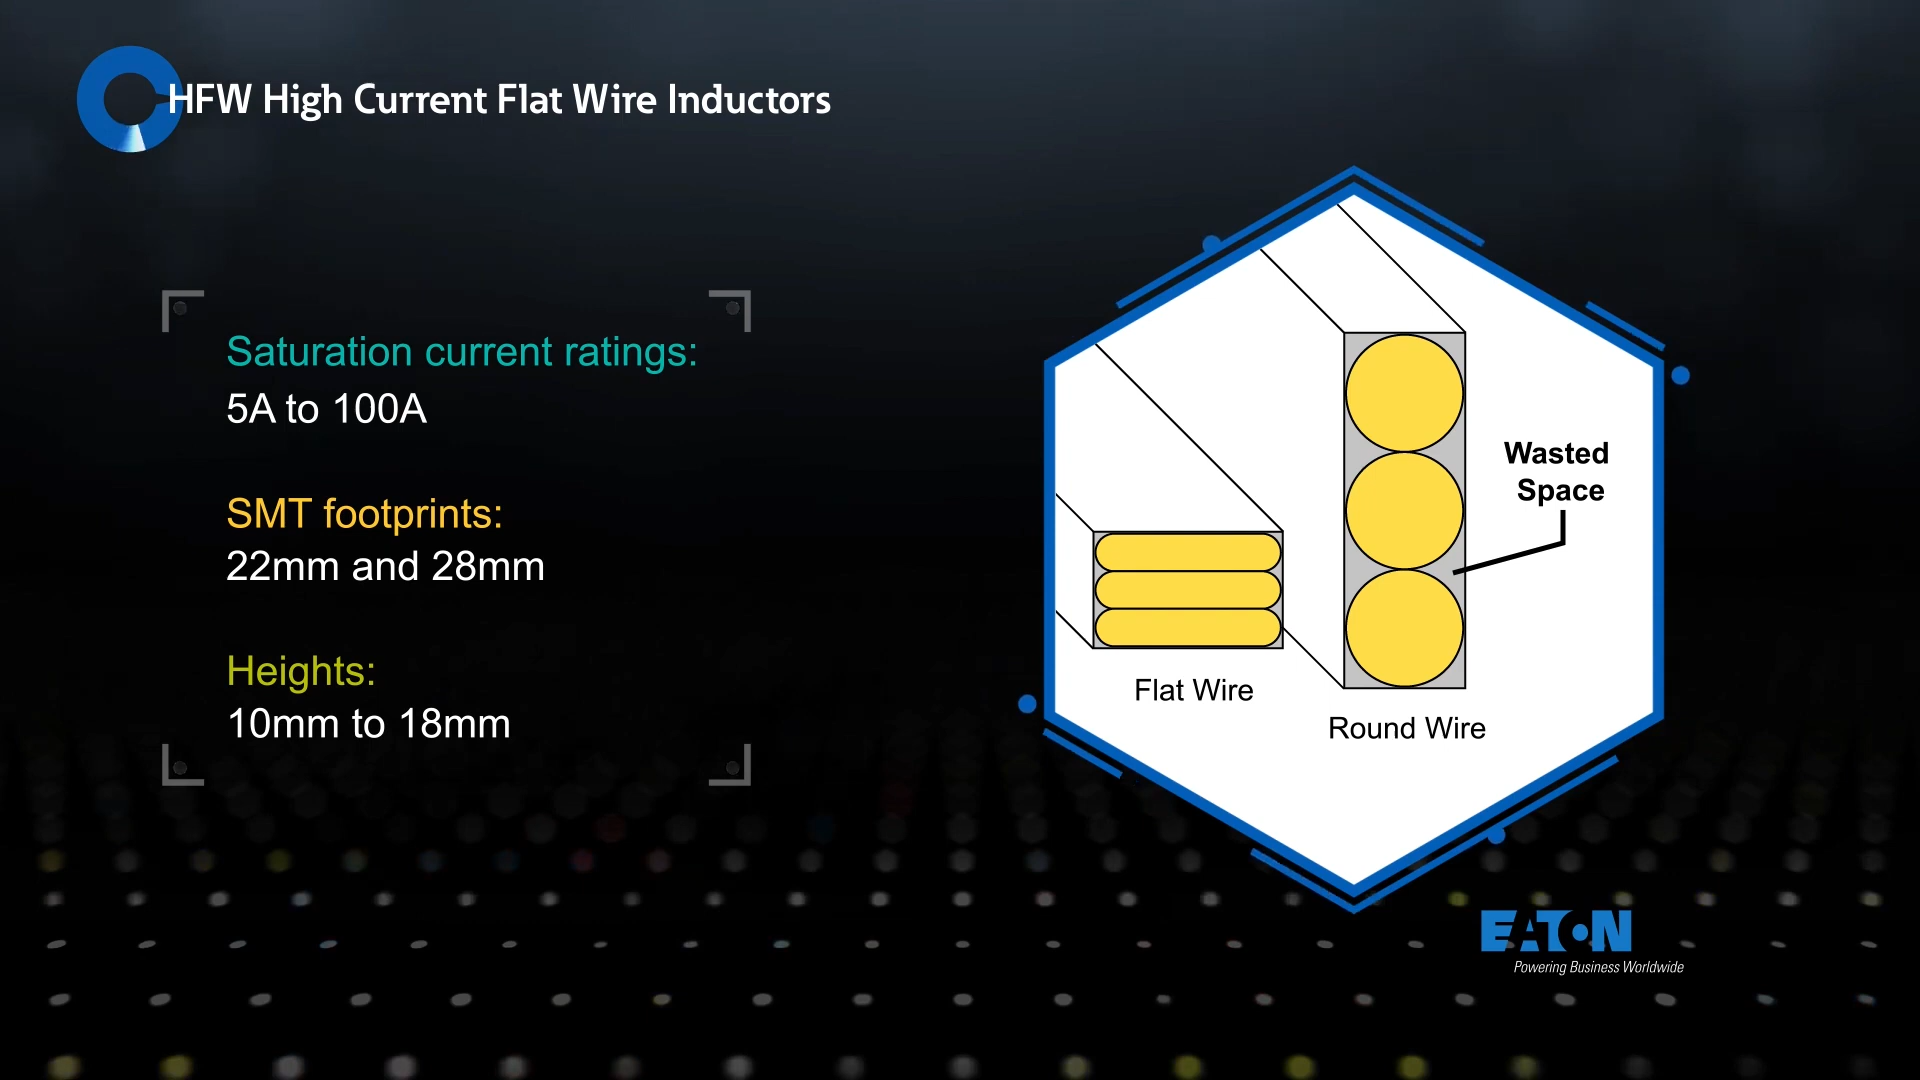 HFW High Current Flat Wire Inductors
Saturation current ratings:
5A to 100A
SMT footprints:
22mm and 28mm
Heights:
10mm to 18mm
Wasted
Space
Flat Wire
Round Wire
EATON
Powering Business Worldwide